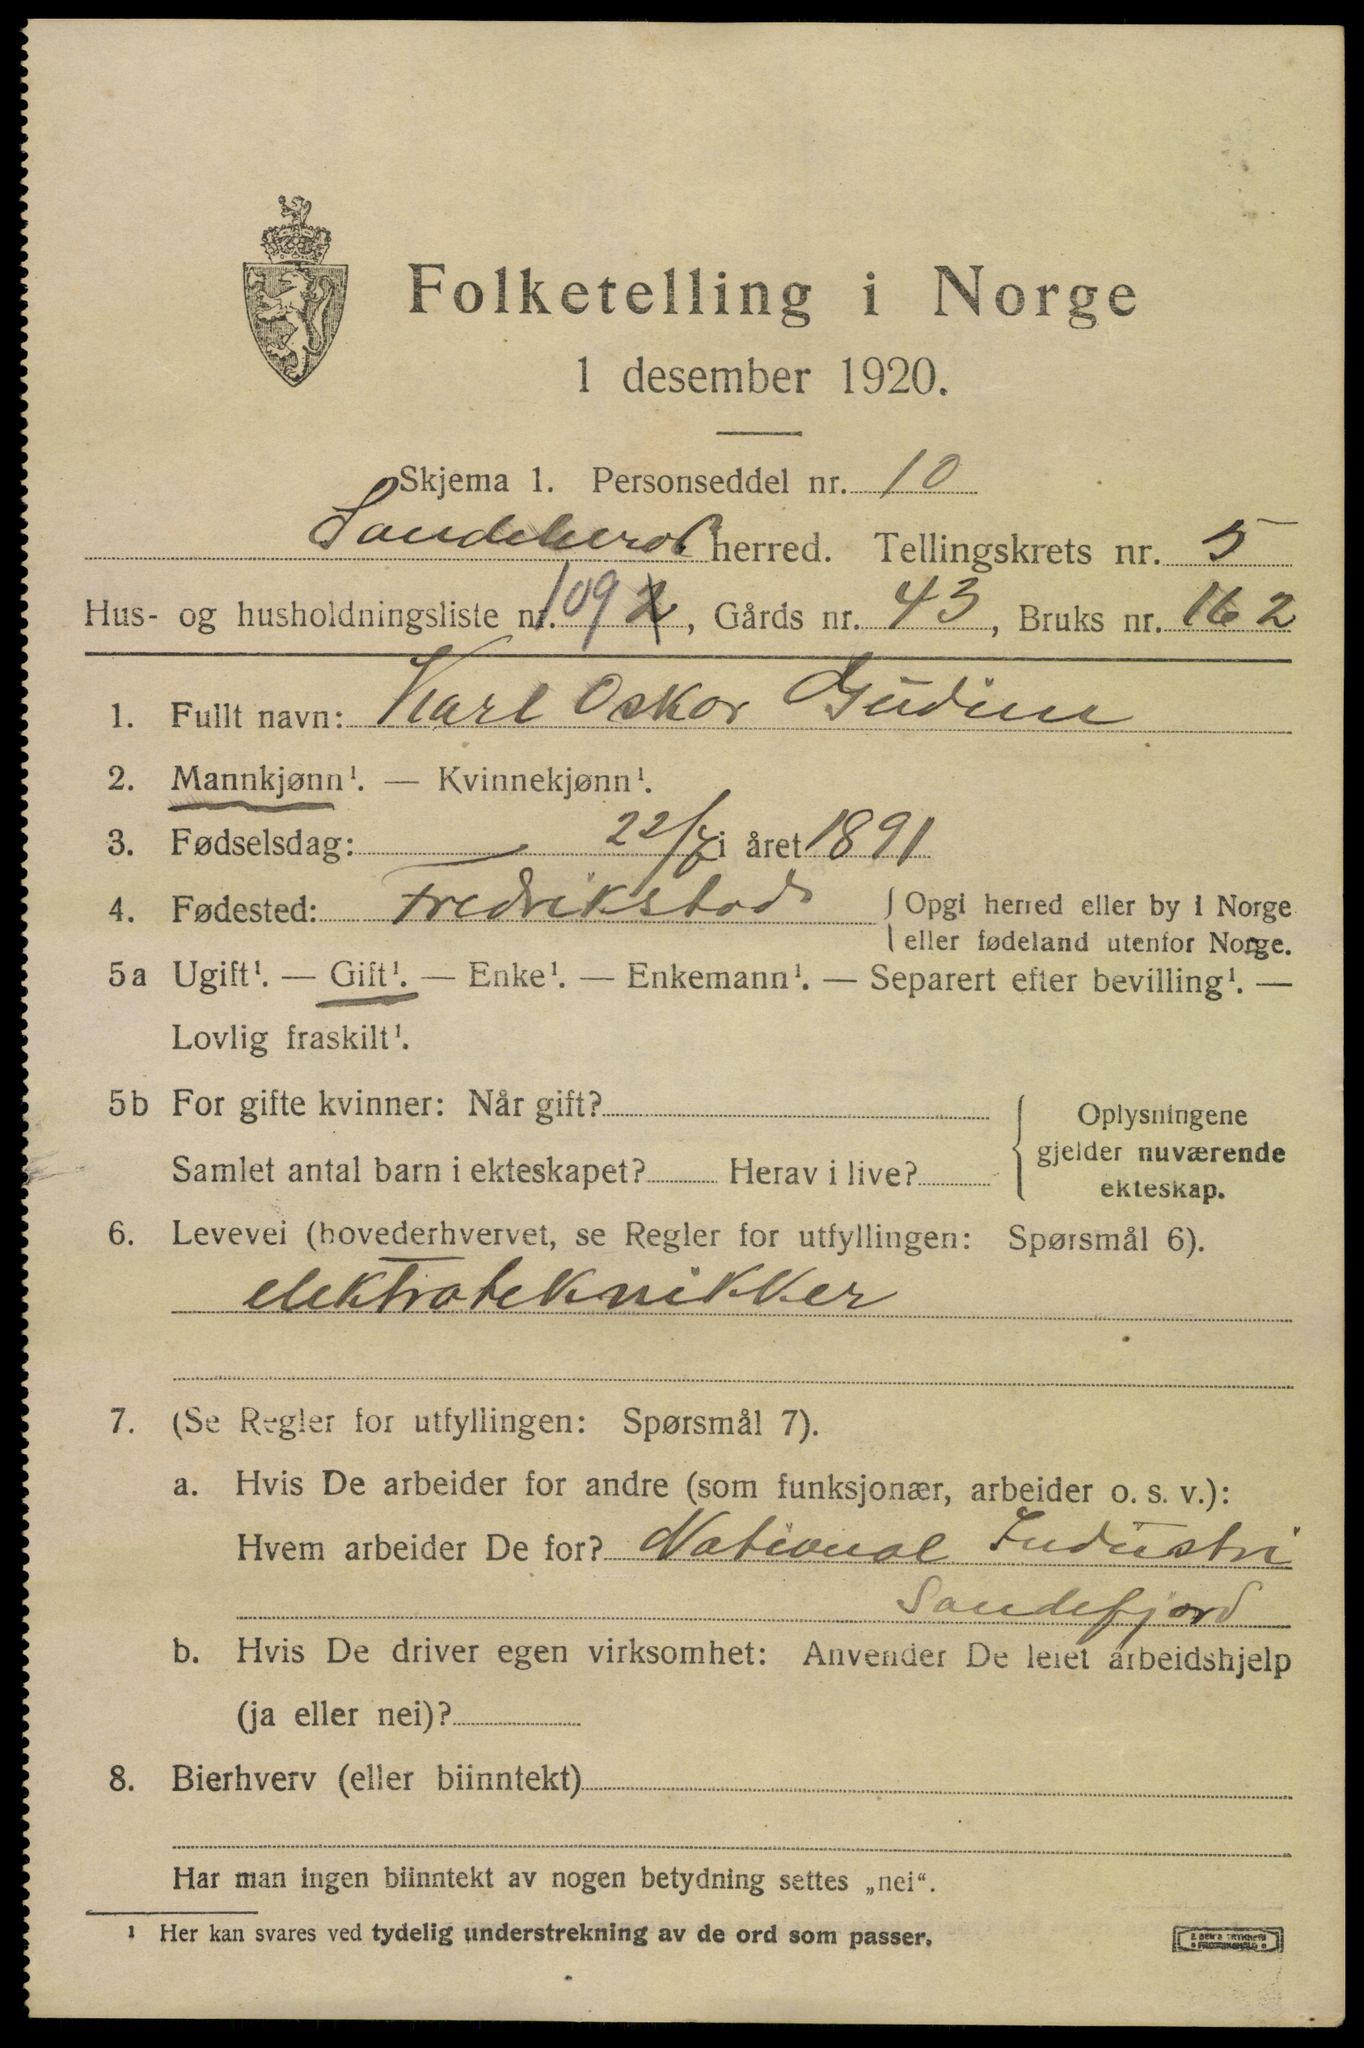 Folketelling i Norge
1 desember 1920.
Skjema 1. Personseddel nr. 10
Sandeherat herred. Tellingskrets nr. 5
Hus- og husholdningsliste nr. 109 2, Gårds nr. 43, Bruks nr. 162
1. Fullt navn: Karl Oskar Gudim
2. Mannkjønn¹. — Kvinnekjønn¹.
3. Fødselsdag: 22/7 i året 1891
4. Fødested: Fredrikstad { Opgi herred eller by i Norge
eller fødeland utenfor Norge.
5a Ugift¹. — Gift¹. — Enke¹. — Enkemann¹. — Separert efter bevilling¹. —
Lovlig fraskilt¹.
5b For gifte kvinner: Når gift?
Samlet antal barn i ekteskapet? Herav i live?
Oplysningene
gjelder nuværende
ekteskap.
6. Levevei (hovederhvervet, se Regler for utfyllingen: Spørsmål 6).
elektroteknikker
7. (Se Regler for utfyllingen: Spørsmål 7).
a. Hvis De arbeider for andre (som funksjonær, arbeider o. s. v.):
Hvem arbeider De for? National Industri
Sandefjord
b. Hvis De driver egen virksomhet: Anvender De leiet arbeidshjelp
(ja eller nei)?
8. Bierhverv (eller biinntekt)
Har man ingen biinntekt av nogen betydning settes „nei“.
¹ Her kan svares ved tydelig understrekning av de ord som passer.